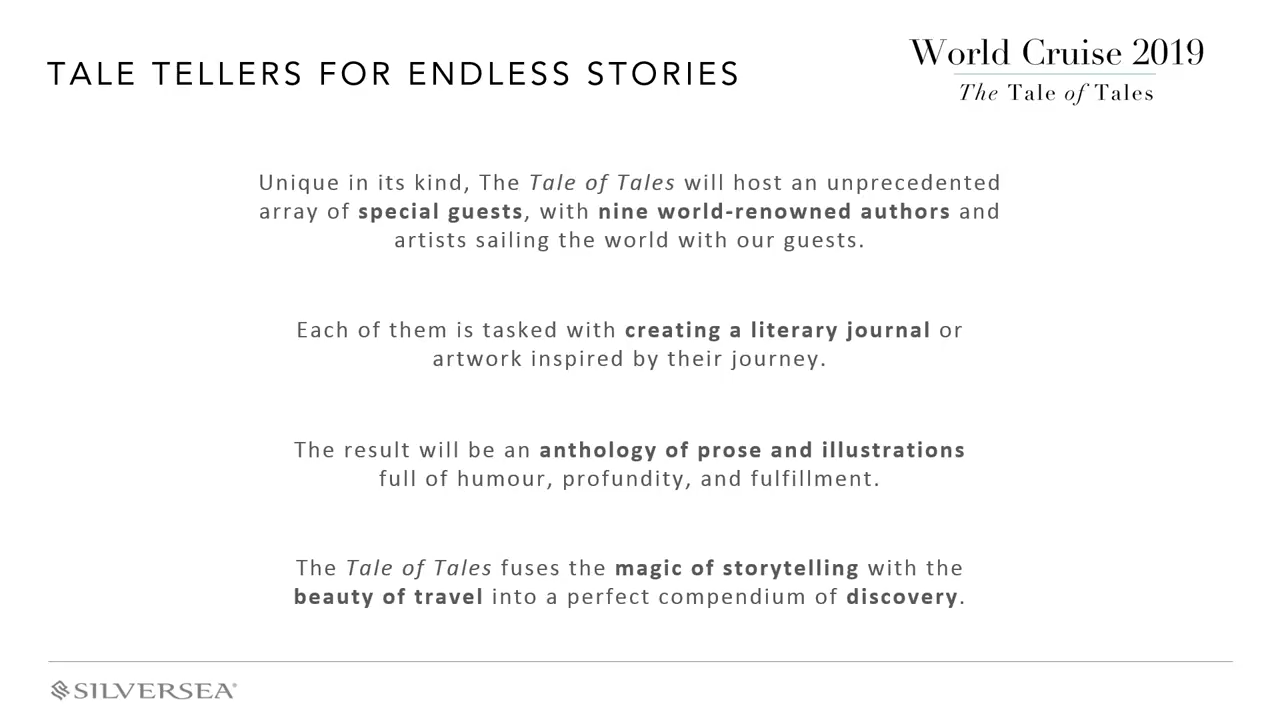 TALE TELLERS FOR ENDLESS STORIES
World Cruise 2019
The Tale of Tales
Unique in its kind, The Tale of Tales will host an unprecedented
array of special guests, with nine world-renowned authors and
artists sailing the world with our guests.
Each of them is tasked with creating a literary journal or
artwork inspired by their journey.
The result will be an anthology of prose and illustrations
full of humour, profundity, and fulfillment.
The Tale of Tales fuses the magic of storytelling with the
beauty of travel into a perfect compendium of discovery.
SILVERSEA®